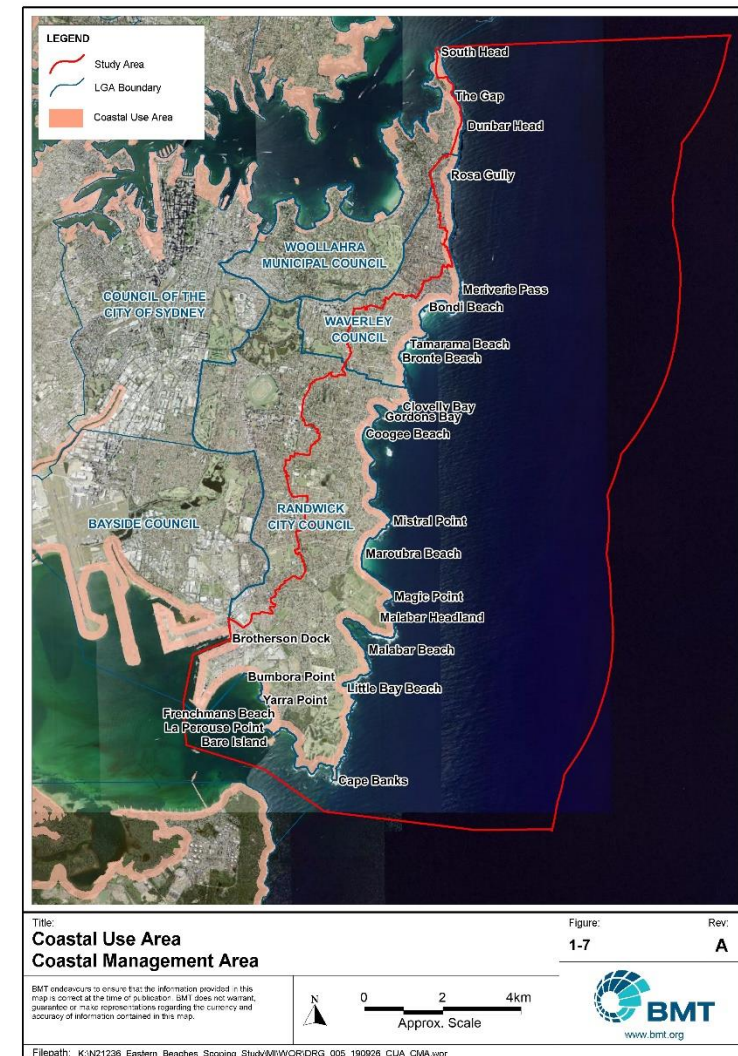 LEGEND
Study Area
LGA Boundary
Coastal Use Area
South Head
The Gap
Dunbar Head
Rosa Gully
WOOLLAHRA
MUNICIPAL COUNCIL
COUNCIL OF THE
CITY OF SYDNEY
Meriverie Pass
Bondi Beach
WAVERLEY
COUNCIL
Tamarama Beach
Bronte Beach
Clovelly Bay
Gordons Bay
Coogee Beach
RANDWICK
CITY COUNCIL
BAYSIDE COUNCIL
Mistral Point
Maroubra Beach
Magic Point
Malabar Headland
Brotherson Dock
Malabar Beach
Bumbora Point
Little Bay Beach
Yarra Point
Frenchmans Beach
La Perouse Point
Bare Island
Cape Banks
Title:
Coastal Use Area
Coastal Management Area
Figure:
1-7
Rev:
A
BMT endeavours to ensure that the information provided in this
map is correct at the time of publication. BMT does not warrant,
guarantee or make representations regarding the currency and
accuracy of information contained in this map.
N
0 2 4km
Approx. Scale
BMT
www.bmt.org
Filepath: K:\N21236_Eastern_Beaches_Scoping_Study\MI\WOR\DRG_005_190926_CUA_CMA.wor